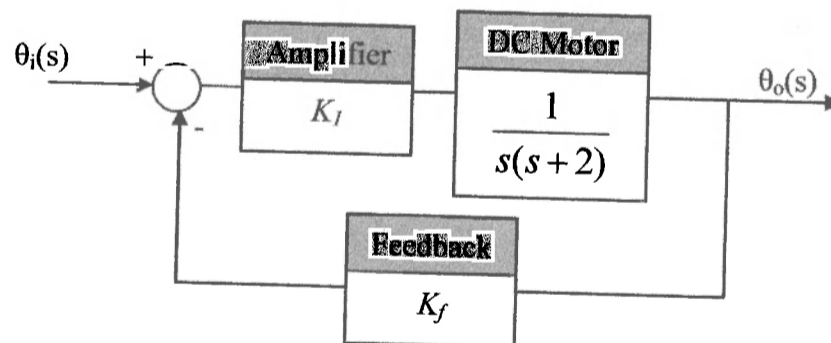 θi(s)
+
-
Amplifier
K1
DC Motor
1
s(s + 2)
θo(s)
-
Feedback
Kf